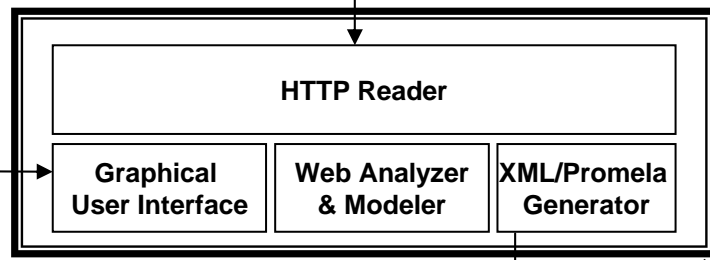 HTTP Reader
Graphical
User Interface
Web Analyzer
& Modeler
XML/Promela
Generator